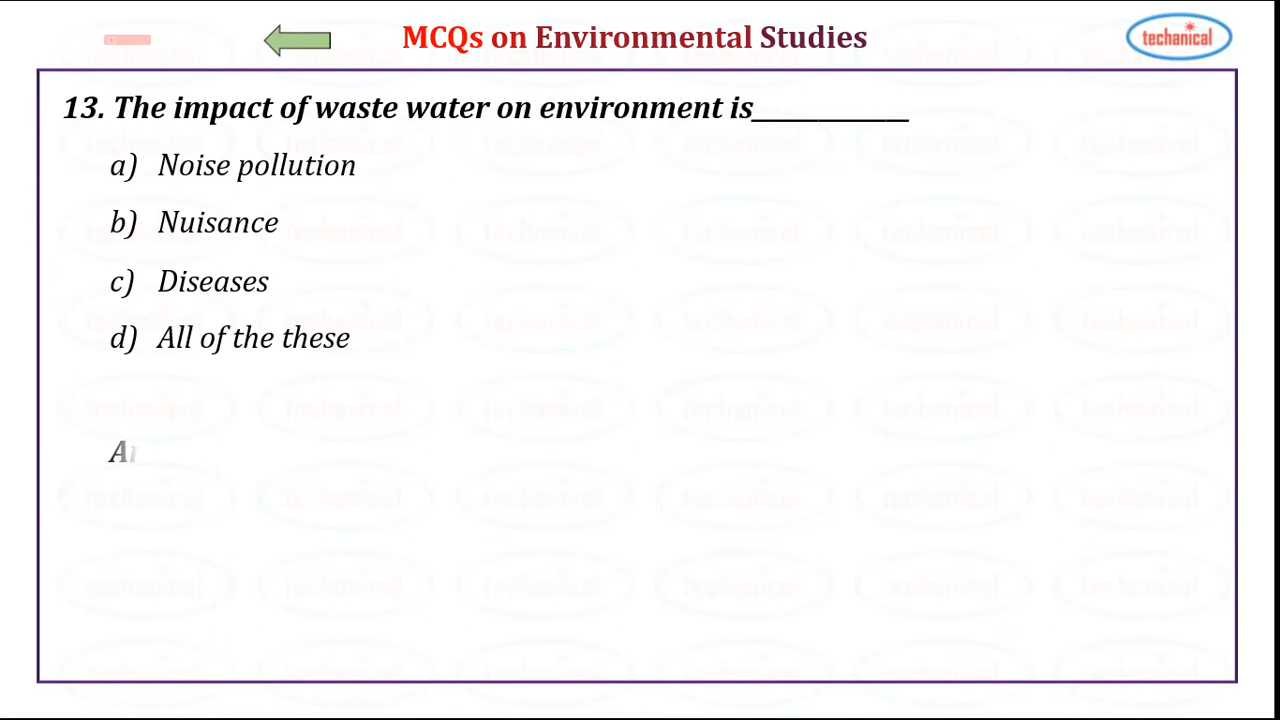 MCQs on Environmental Studies
techanical
13. The impact of waste water on environment is____________
a) Noise pollution
b) Nuisance
c) Diseases
d) All of the these